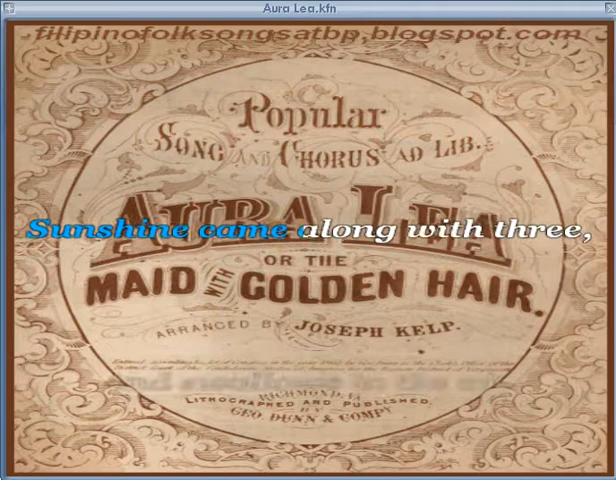 Aura Lea.kfn
filipinofolksongsatbp.blogspot.com
Popular
SONG AND CHORUS AD LIB.
AURA LEA
Sunshine came along with three,
OR THE
MAID WITH GOLDEN HAIR.
ARRANGED BY JOSEPH KELP.
RICHMOND, VA
LITHOGRAPHED AND PUBLISHED,
BY
GEO. DUNN & COMPY